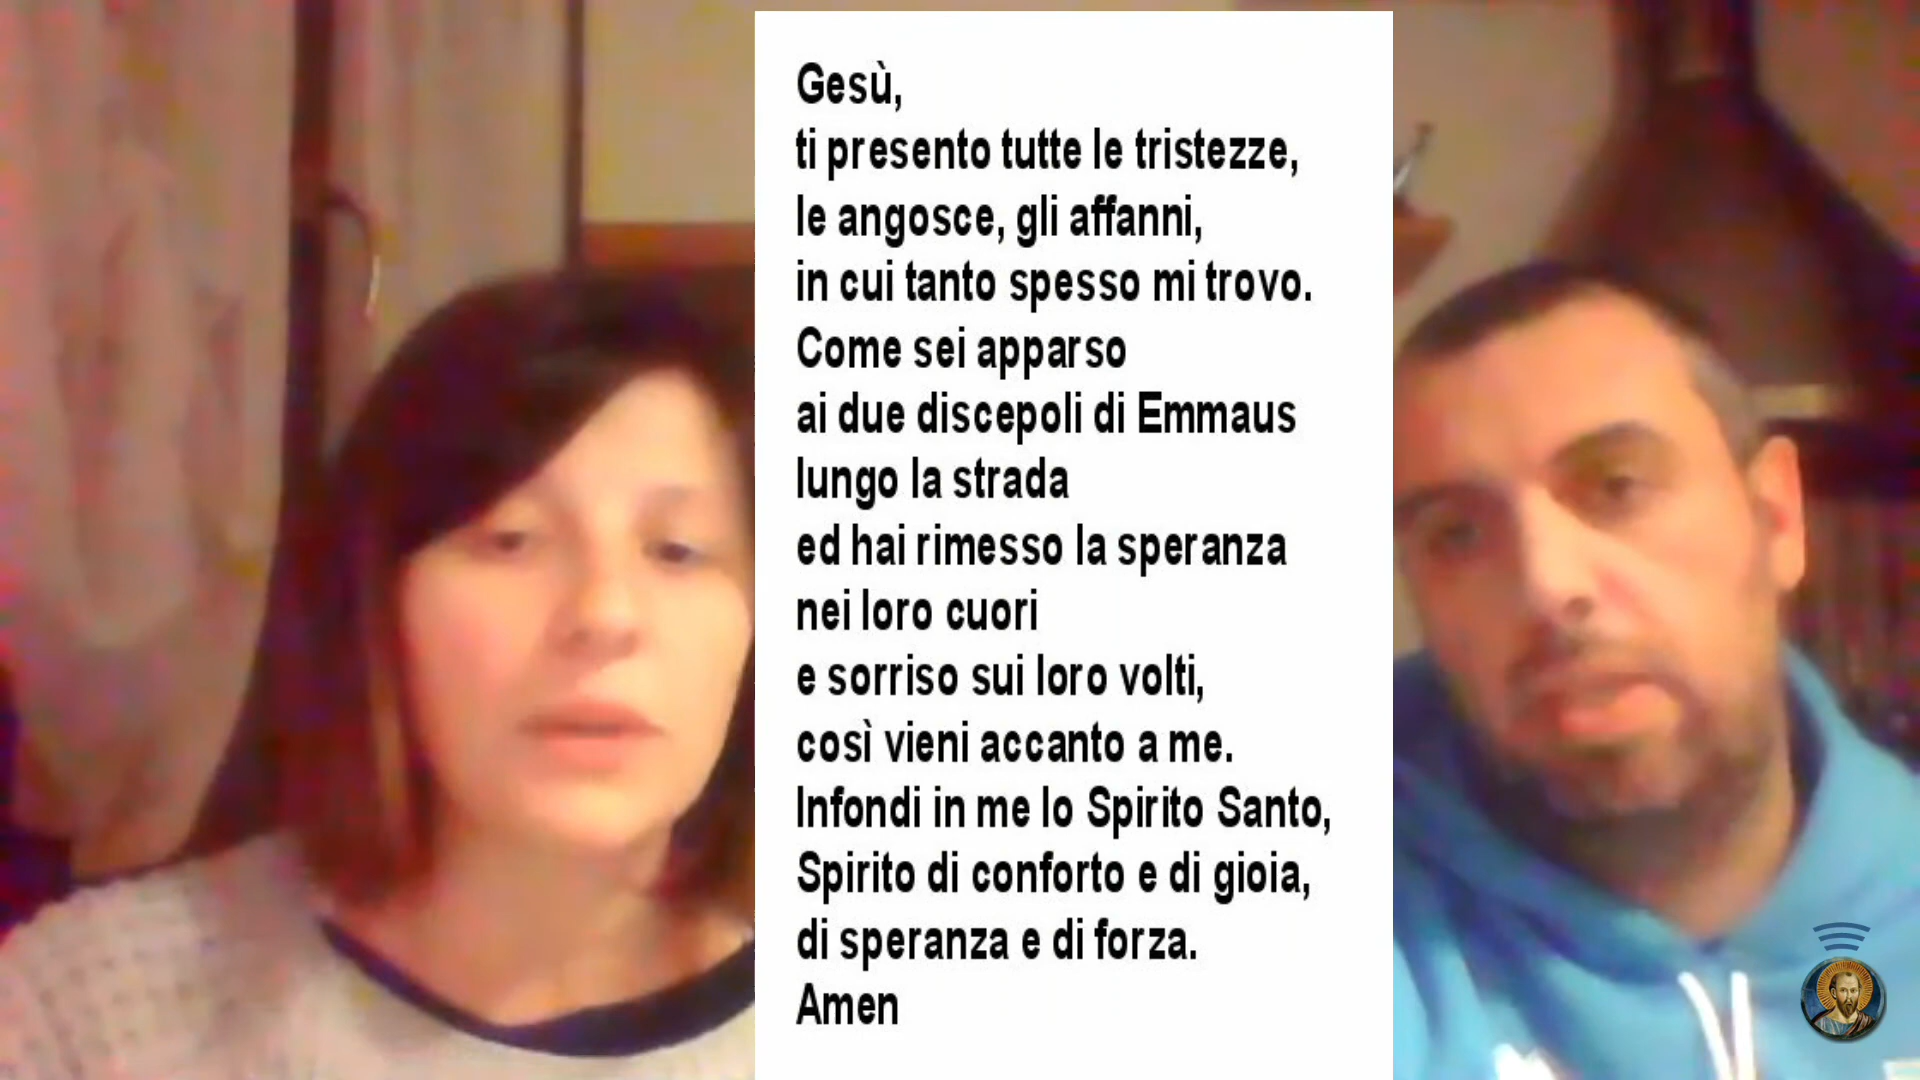 Gesù,
ti presento tutte le tristezze,
le angosce, gli affanni,
in cui tanto spesso mi trovo.
Come sei apparso
ai due discepoli di Emmaus
lungo la strada
ed hai rimesso la speranza
nei loro cuori
e sorriso sui loro volti,
così vieni accanto a me.
Infondi in me lo Spirito Santo,
Spirito di conforto e di gioia,
di speranza e di forza.
Amen